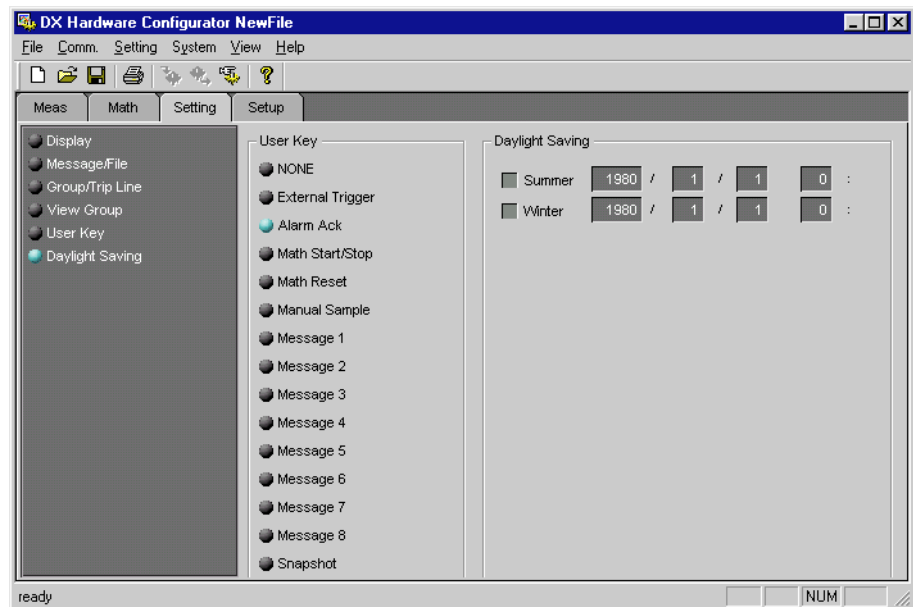 DX Hardware Configurator NewFile
File Comm. Setting System View Help
Meas Math Setting Setup
Display
Message/File
Group/Trip Line
View Group
User Key
Daylight Saving
User Key
NONE
External Trigger
Alarm Ack
Math Start/Stop
Math Reset
Manual Sample
Message 1
Message 2
Message 3
Message 4
Message 5
Message 6
Message 7
Message 8
Snapshot
Daylight Saving
Summer 1980 / 1 / 1 0 :
Winter 1980 / 1 / 1 0 :
ready NUM